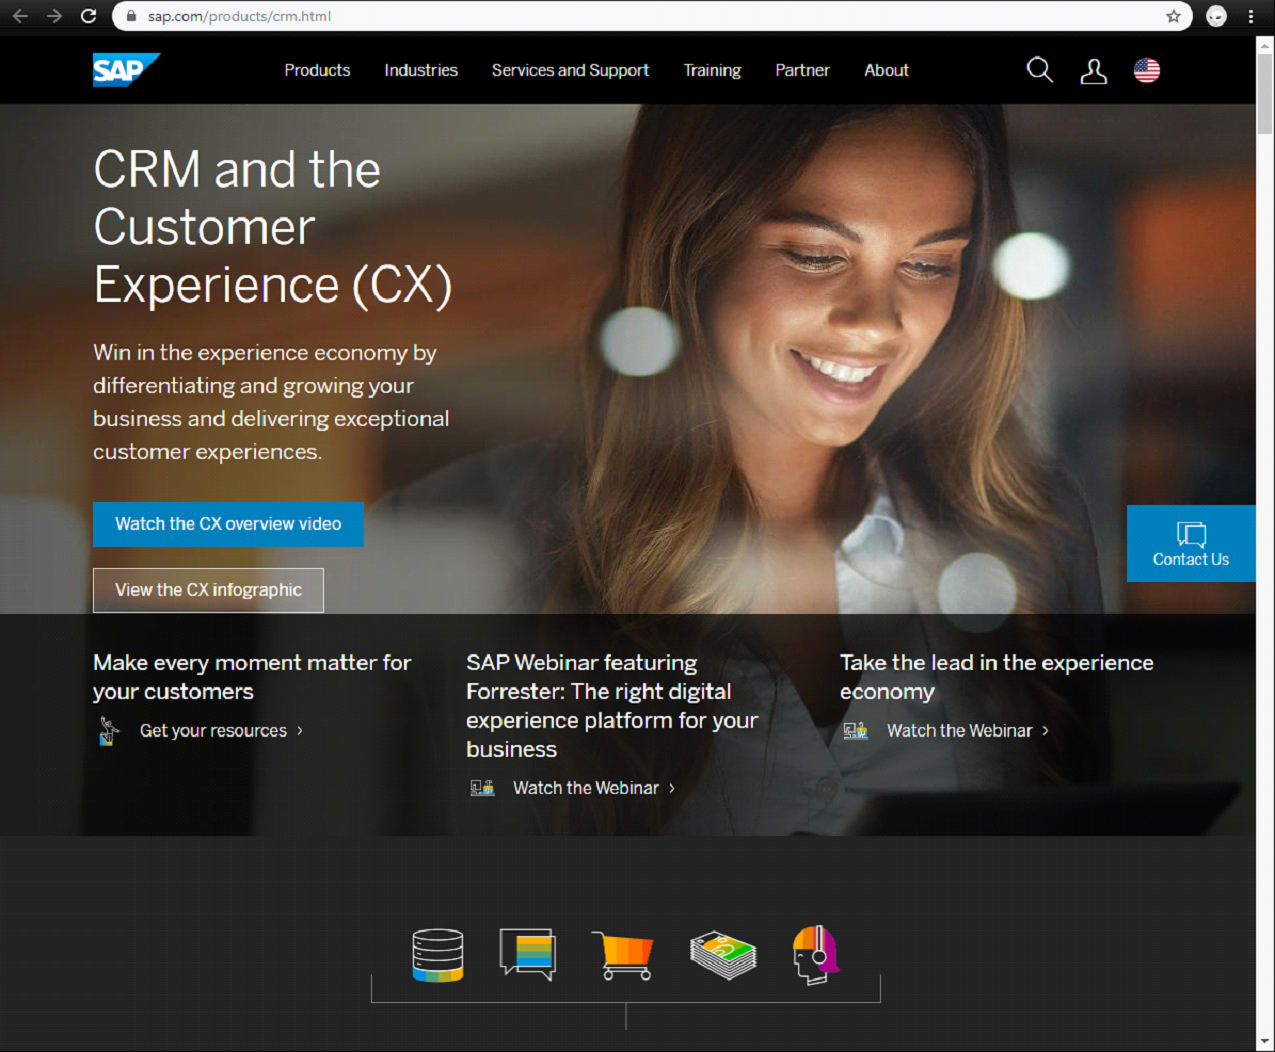 sap.com/products/crm.html
SAP
Products
Industries
Services and Support
Training
Partner
About
CRM and the
Customer
Experience (CX)
Win in the experience economy by
differentiating and growing your
business and delivering exceptional
customer experiences.
Watch the CX overview video
View the CX infographic
Contact Us
Make every moment matter for
your customers
Get your resources
SAP Webinar featuring
Forrester: The right digital
experience platform for your
business
Watch the Webinar
Take the lead in the experience
economy
Watch the Webinar